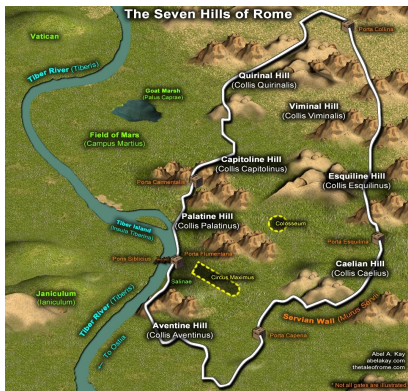 The Seven Hills of Rome
Porta Collina
Vatican
Tiber River (Tiberis)
Quirinal Hill
(Collis Quirinalis)
Goat Marsh
(Palus Caprae)
Viminal Hill
(Collis Viminalis)
Field of Mars
(Campus Martius)
Capitoline Hill
(Collis Capitolinus)
Porta Carmentalis
Esquiline Hill
(Collis Esquilinus)
Palatine Hill
(Collis Palatinus)
Tiber Island
(Insula Tiberina)
Colosseum
Porta Esquilina
Porta Flumentana
Pons Sublicius
Caelian Hill
(Collis Caelius)
Circus Maximus
Salinae
Janiculum
(Ianiculum)
Tiber River (Tiberis)
Servian Wall (Murus Servii)
Aventine Hill
(Collis Aventinus)
Porta Capena
To Ostia
Abel A. Kay
abelakay.com
thetaleofrome.com
* Not all gates are illustrated